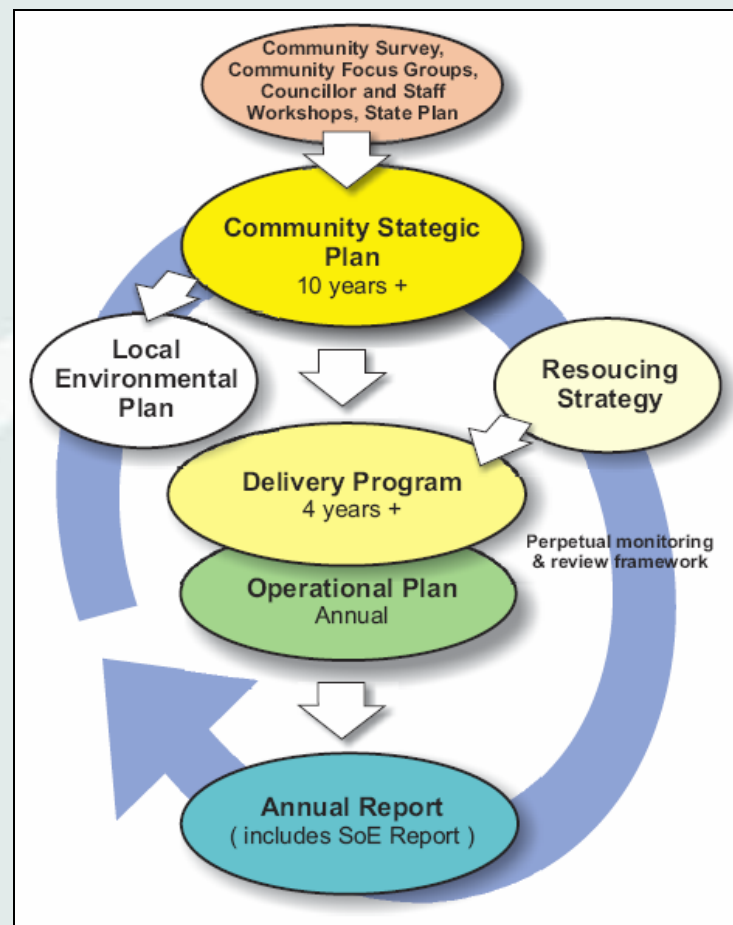 Community Survey,
Community Focus Groups,
Councillor and Staff
Workshops, State Plan
Community Stategic
Plan
10 years +
Local
Environmental
Plan
Resoucing
Strategy
Delivery Program
4 years +
Perpetual monitoring
& review framework
Operational Plan
Annual
Annual Report
( includes SoE Report )